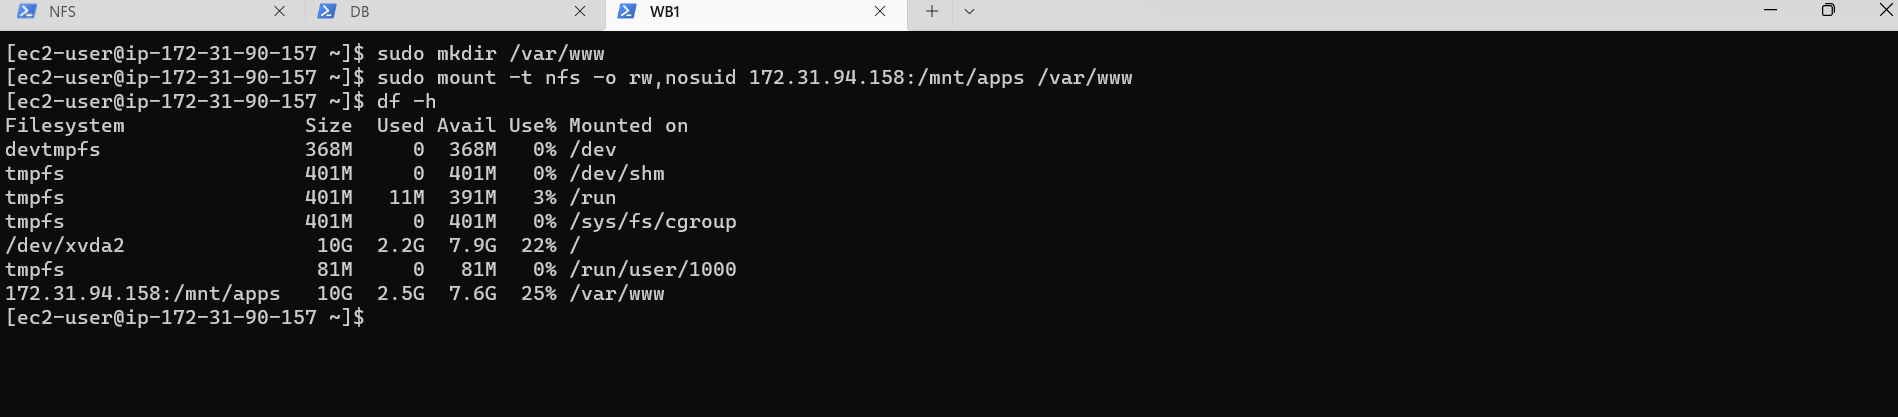 NFS DB WB1
[ec2-user@ip-172-31-90-157 ~]$ sudo mkdir /var/www
[ec2-user@ip-172-31-90-157 ~]$ sudo mount -t nfs -o rw,nosuid 172.31.94.158:/mnt/apps /var/www
[ec2-user@ip-172-31-90-157 ~]$ df -h
Filesystem               Size  Used Avail Use% Mounted on
devtmpfs                 368M     0  368M   0% /dev
tmpfs                    401M     0  401M   0% /dev/shm
tmpfs                    401M   11M  391M   3% /run
tmpfs                    401M     0  401M   0% /sys/fs/cgroup
/dev/xvda2                10G  2.2G  7.9G  22% /
tmpfs                     81M     0   81M   0% /run/user/1000
172.31.94.158:/mnt/apps   10G  2.5G  7.6G  25% /var/www
[ec2-user@ip-172-31-90-157 ~]$